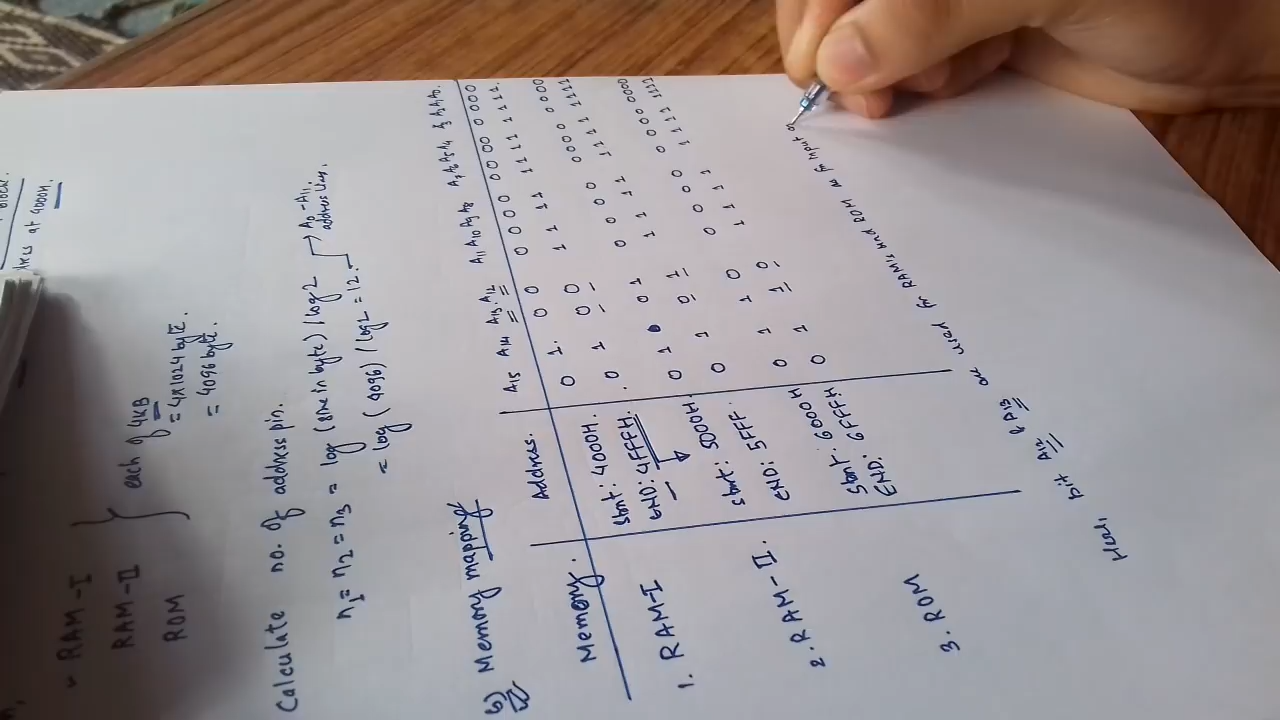 block.
at 4000H.
- RAM-I
RAM-II
ROM
each of 4KB
= 4x1024 byte.
= 4096 byte.
Calculate no. of address pin.
n1 = n2 = n3 = log (size in byte) / log 2
= log (4096) / log 2 = 12. → A0 - A11. address lines.
b) Memory mapping
Memory. Address. A15 A14 A13 A12 A11 A10 A9 A8 A7 A6 A5 A4 A3 A2 A1 A0.
1. RAM-I Start: 4000H. 0 1 0 0 0 0 0 0 0 0 0 0 0 0 0 0
END: 4FFFH. 0 1 0 0 1 1 1 1 1 1 1 1 1 1 1 1.
2. RAM-II. Start: 5000H. 0 1 0 1 0 0 0 0 0 0 0 0 0 0 0 0
END: 5FFF. 0 1 0 1 1 1 1 1 1 1 1 1 1 1 1 1
3. ROM Start: 6000H 0 1 1 0 0 0 0 0 0 0 0 0 0 0 0 0
END: 6FFFH 0 1 1 0 1 1 1 1 1 1 1 1 1 1 1 1
Here, bit A12 & A13 are used for RAMis and ROM as an input o